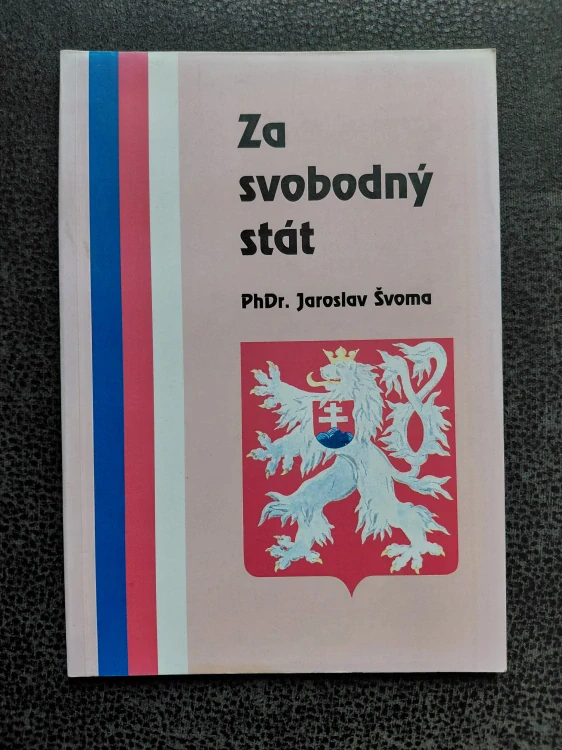 Za
svobodný
stát
PhDr. Jaroslav Švoma